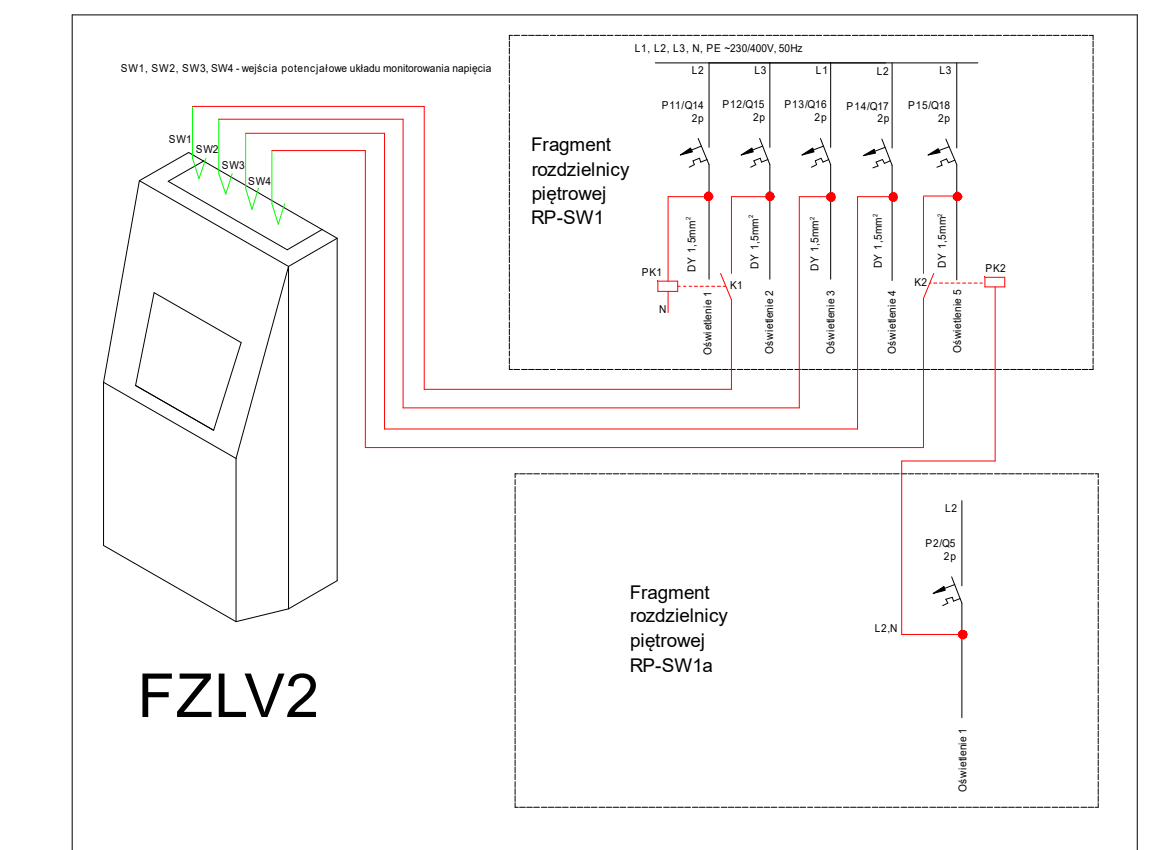 L1, L2, L3, N, PE ~230/400V, 50Hz
SW1, SW2, SW3, SW4 - wejścia potencjałowe układu monitorowania napięcia
L2
L3
L1
L2
L3
P11/Q14
2p
P12/Q15
2p
P13/Q16
2p
P14/Q17
2p
P15/Q18
2p
SW1
SW2
SW3
SW4
Fragment
rozdzielnicy
piętrowej
RP-SW1
DY 1,5mm²
DY 1,5mm²
DY 1,5mm²
DY 1,5mm²
DY 1,5mm²
PK1
K1
N
K2
PK2
Oświetlenie 1
Oświetlenie 2
Oświetlenie 3
Oświetlenie 4
Oświetlenie 5
L2
P2/Q5
2p
L2,N
Fragment
rozdzielnicy
piętrowej
RP-SW1a
Oświetlenie 1
FZLV2